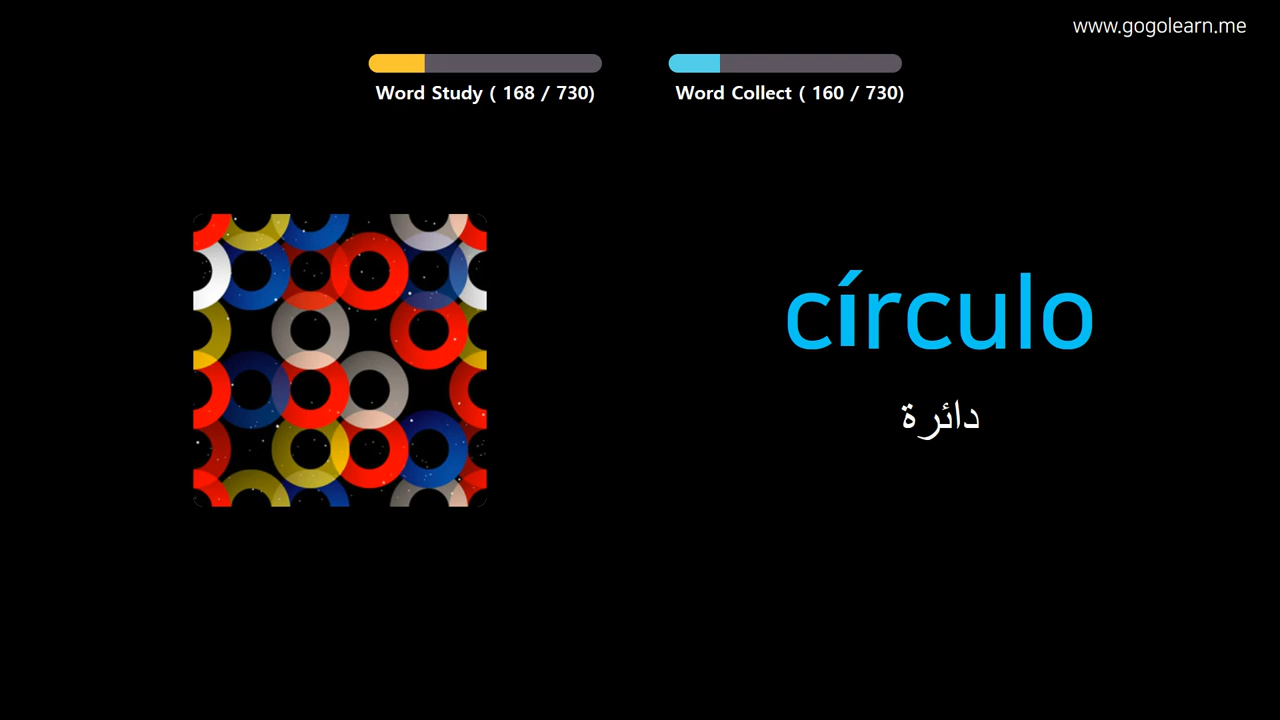 www.gogolearn.me
Word Study ( 168 / 730)
Word Collect ( 160 / 730)
círculo
دائرة